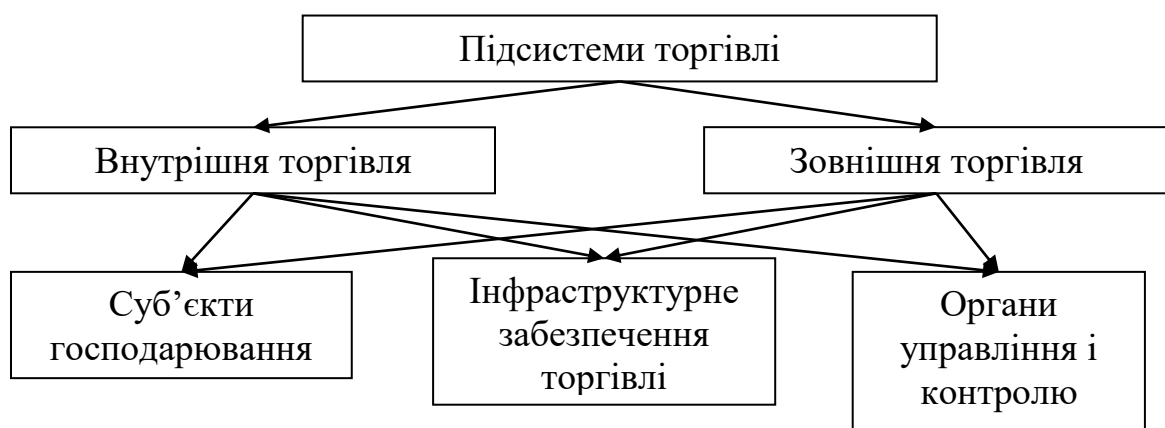 Підсистеми торгівлі
Внутрішня торгівля
Зовнішня торгівля
Суб’єкти
господарювання
Інфраструктурне
забезпечення
торгівлі
Органи
управління і
контролю